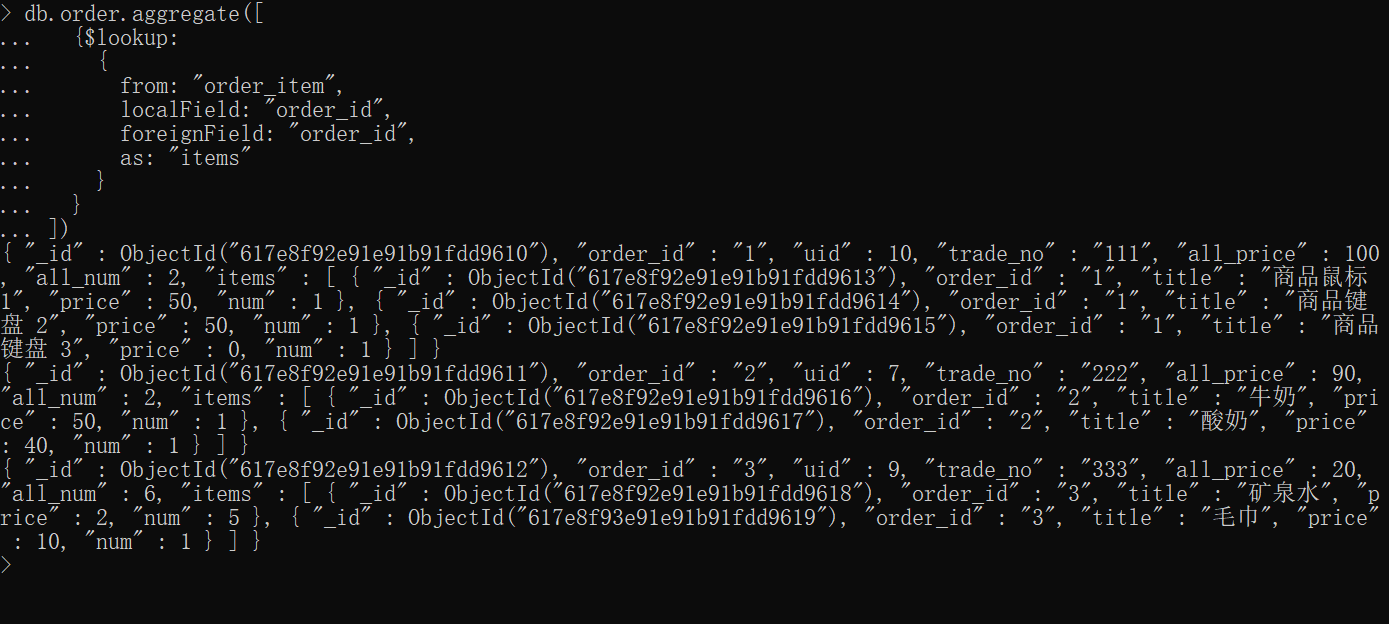 > db.order.aggregate([
...    {$lookup:
...      {
...        from: "order_item",
...        localField: "order_id",
...        foreignField: "order_id",
...        as: "items"
...      }
...    }
... ])
{ "_id" : ObjectId("617e8f92e91e91b91fdd9610"), "order_id" : "1", "uid" : 10, "trade_no" : "111", "all_price" : 100
, "all_num" : 2, "items" : [ { "_id" : ObjectId("617e8f92e91e91b91fdd9613"), "order_id" : "1", "title" : "商品鼠标
1", "price" : 50, "num" : 1 }, { "_id" : ObjectId("617e8f92e91e91b91fdd9614"), "order_id" : "1", "title" : "商品键
盘 2", "price" : 50, "num" : 1 }, { "_id" : ObjectId("617e8f92e91e91b91fdd9615"), "order_id" : "1", "title" : "商品
键盘 3", "price" : 0, "num" : 1 } ] }
{ "_id" : ObjectId("617e8f92e91e91b91fdd9611"), "order_id" : "2", "uid" : 7, "trade_no" : "222", "all_price" : 90,
"all_num" : 2, "items" : [ { "_id" : ObjectId("617e8f92e91e91b91fdd9616"), "order_id" : "2", "title" : "牛奶", "pri
ce" : 50, "num" : 1 }, { "_id" : ObjectId("617e8f92e91e91b91fdd9617"), "order_id" : "2", "title" : "酸奶", "price"
: 40, "num" : 1 } ] }
{ "_id" : ObjectId("617e8f92e91e91b91fdd9612"), "order_id" : "3", "uid" : 9, "trade_no" : "333", "all_price" : 20,
"all_num" : 6, "items" : [ { "_id" : ObjectId("617e8f92e91e91b91fdd9618"), "order_id" : "3", "title" : "矿泉水", "p
rice" : 2, "num" : 5 }, { "_id" : ObjectId("617e8f93e91e91b91fdd9619"), "order_id" : "3", "title" : "毛巾", "price"
 : 10, "num" : 1 } ] }
>